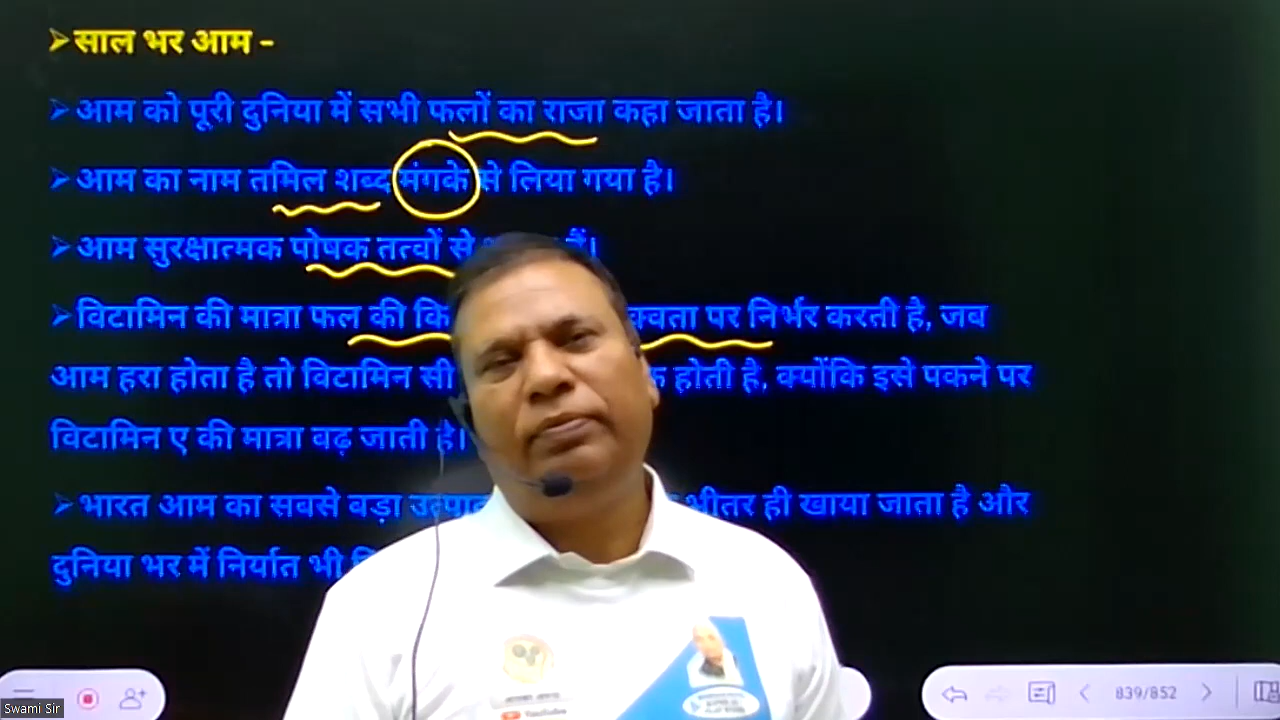 ➤साल भर आम -
➤आम को पूरी दुनिया में सभी फलों का राजा कहा जाता है।
➤आम का नाम तमिल शब्द मंगके से लिया गया है।
➤आम सुरक्षात्मक पोषक तत्वों से हैं।
➤विटामिन की मात्रा फल की पर निर्भर करती है, जब
आम हरा होता है तो विटामिन सी होती है, क्योंकि इसे पकने पर
विटामिन ए की मात्रा बढ़ जाती है।
➤भारत आम का सबसे बड़ा भीतर ही खाया जाता है और
दुनिया भर में निर्यात भी
YouTube
839/852
Swami Sir